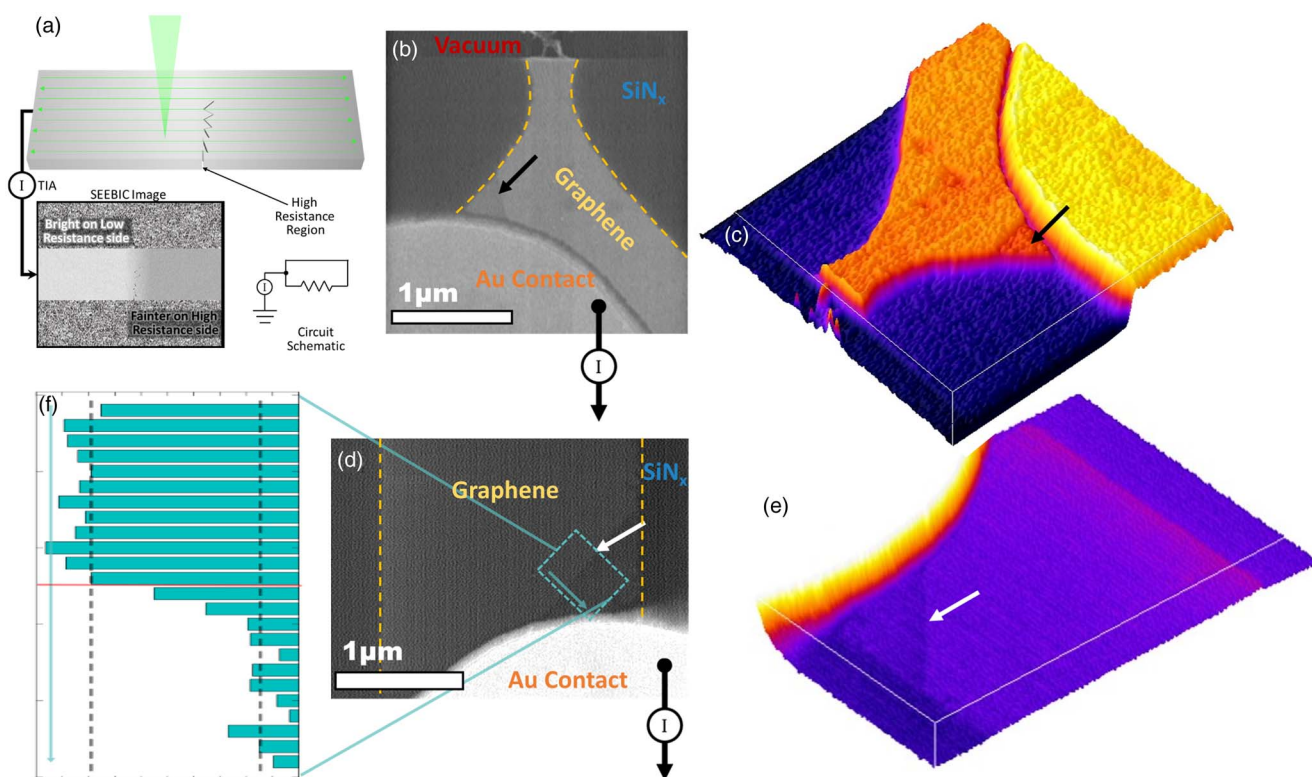 (a)
I
TIA
SEEBIC Image
Bright on Low
Resistance side
Fainter on High
Resistance side
High
Resistance
Region
I
Circuit
Schematic
(b)
Vacuum
SiNx
Graphene
Au Contact
1μm
I
(c)
(f)
(d)
Graphene
SiNx
1μm
Au Contact
I
(e)